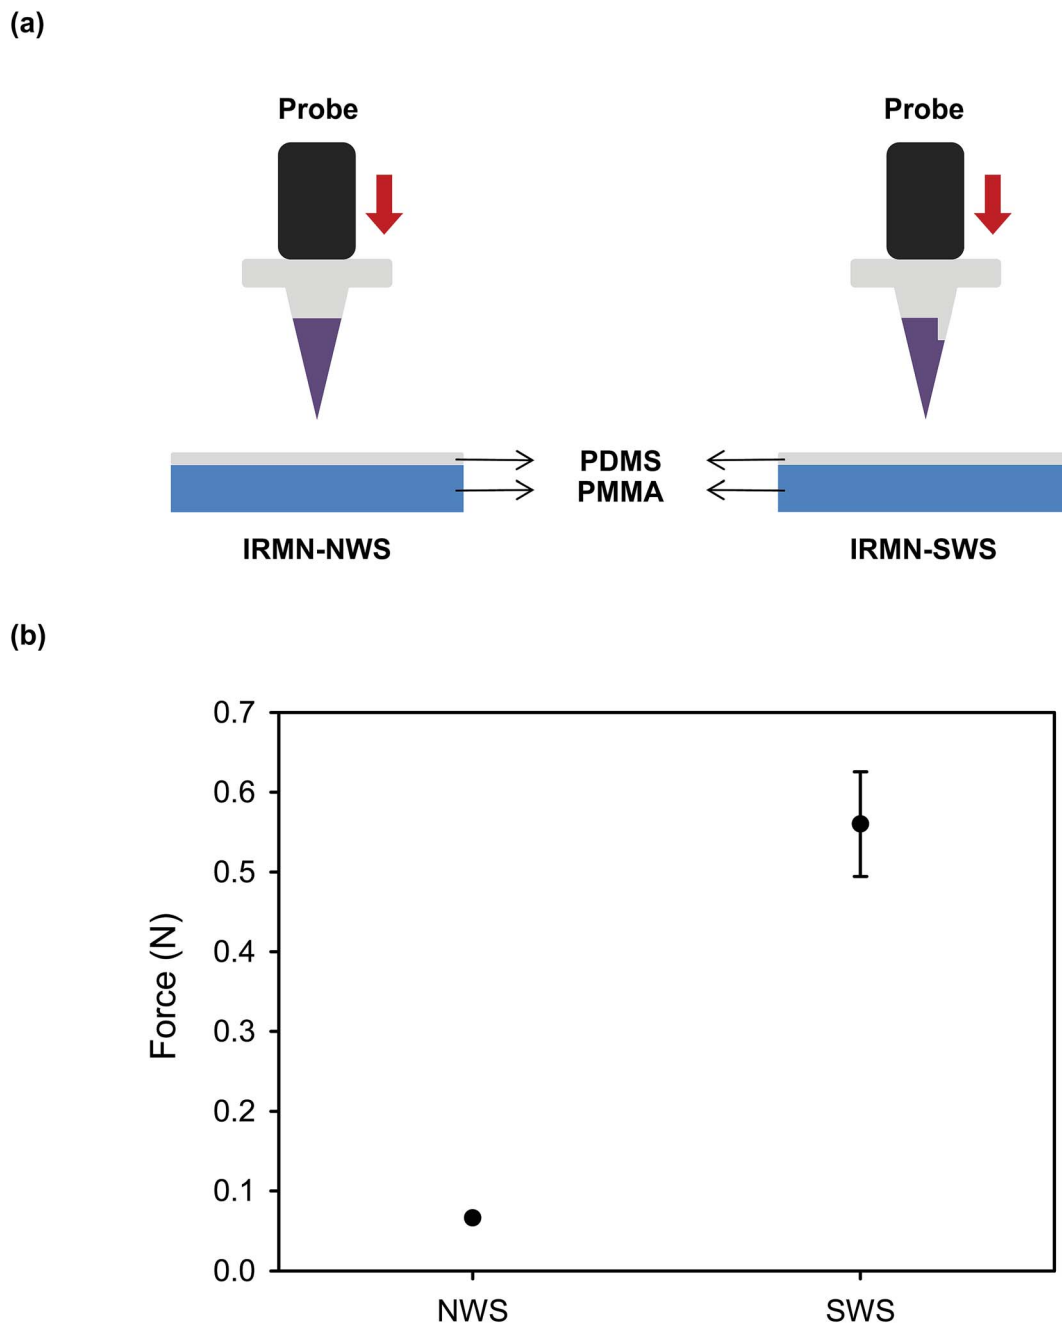 (a)
Probe Probe
PDMS
PMMA
IRMN-NWS IRMN-SWS
(b)
0.7
0.6
0.5
0.4
0.3
0.2
0.1
0.0
Force (N)
NWS SWS